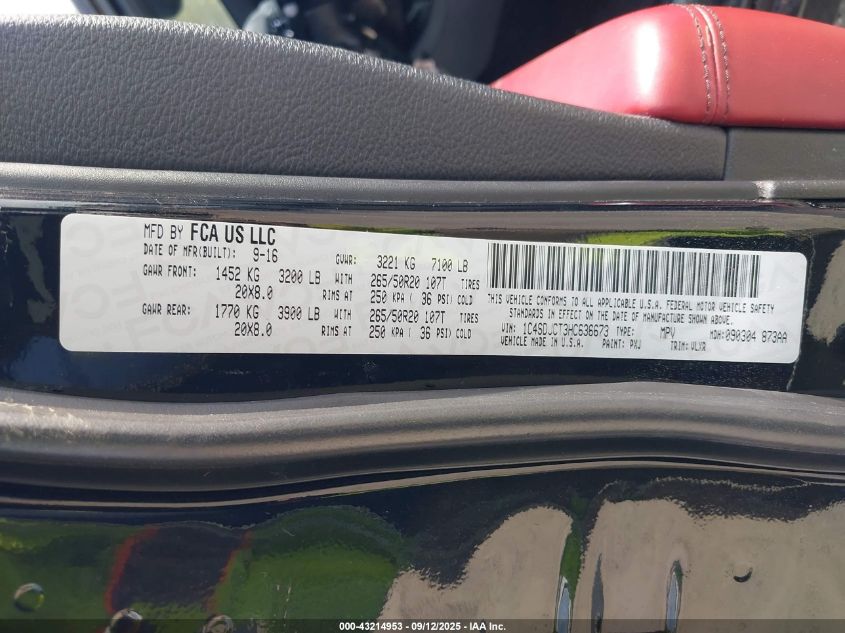 MFD BY FCA US LLC
DATE OF MFR(BUILT): 9-16 GVWR: 3221 KG 7100 LB
GAWR FRONT: 1452 KG 3200 LB WITH 265/50R20 107T TIRES
20X8.0 RIMS AT 250 KPA ( 36 PSI) COLD
GAWR REAR: 1770 KG 3900 LB WITH 265/50R20 107T TIRES
20X8.0 RIMS AT 250 KPA ( 36 PSI) COLD
THIS VEHICLE CONFORMS TO ALL APPLICABLE U.S.A. FEDERAL MOTOR VEHICLE SAFETY
STANDARDS IN EFFECT ON THE DATE OF MANUFACTURE SHOWN ABOVE.
VIN: 1C4SDJCT3HC636673 TYPE: MPV MDH: 090304 873AA
VEHICLE MADE IN U.S.A. PAINT: PXJ TRIM: VLXR
000-43214953 - 09/12/2025 - IAA Inc.